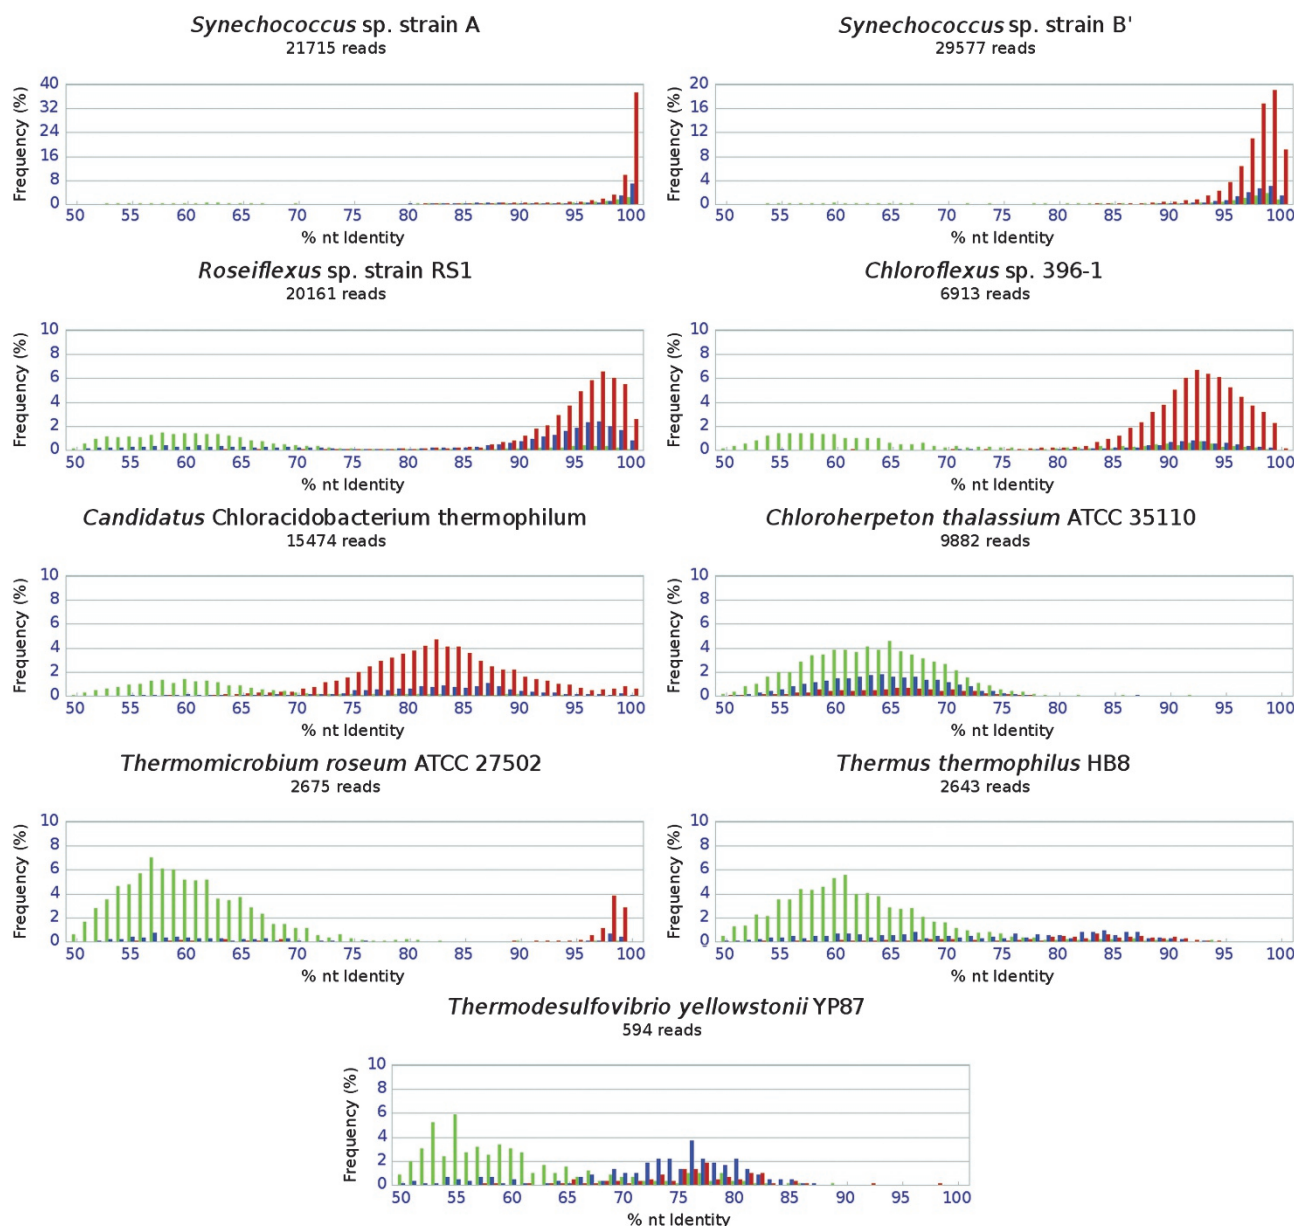 Synechococcus sp. strain A
21715 reads
Frequency (%)
40
32
24
16
8
0
50 55 60 65 70 75 80 85 90 95 100
% nt Identity
Synechococcus sp. strain B'
29577 reads
Frequency (%)
20
16
12
8
4
0
50 55 60 65 70 75 80 85 90 95 100
% nt Identity
Roseiflexus sp. strain RS1
20161 reads
Frequency (%)
10
8
6
4
2
0
50 55 60 65 70 75 80 85 90 95 100
% nt Identity
Chloroflexus sp. 396-1
6913 reads
Frequency (%)
10
8
6
4
2
0
50 55 60 65 70 75 80 85 90 95 100
% nt Identity
Candidatus Chloracidobacterium thermophilum
15474 reads
Frequency (%)
10
8
6
4
2
0
50 55 60 65 70 75 80 85 90 95 100
% nt Identity
Chloroherpeton thalassium ATCC 35110
9882 reads
Frequency (%)
10
8
6
4
2
0
50 55 60 65 70 75 80 85 90 95 100
% nt Identity
Thermomicrobium roseum ATCC 27502
2675 reads
Frequency (%)
10
8
6
4
2
0
50 55 60 65 70 75 80 85 90 95 100
% nt Identity
Thermus thermophilus HB8
2643 reads
Frequency (%)
10
8
6
4
2
0
50 55 60 65 70 75 80 85 90 95 100
% nt Identity
Thermodesulfovibrio yellowstonii YP87
594 reads
Frequency (%)
10
8
6
4
2
0
50 55 60 65 70 75 80 85 90 95 100
% nt Identity